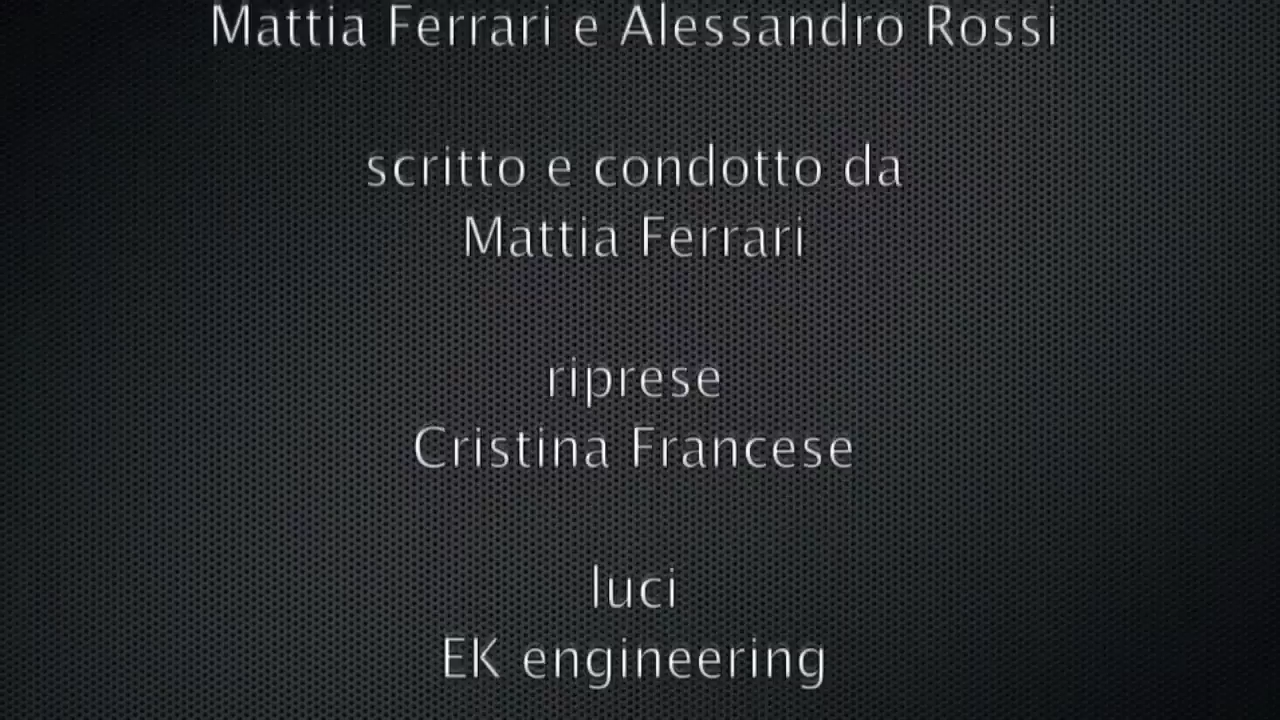 Mattia Ferrari e Alessandro Rossi
scritto e condotto da
Mattia Ferrari
riprese
Cristina Francese
luci
EK engineering